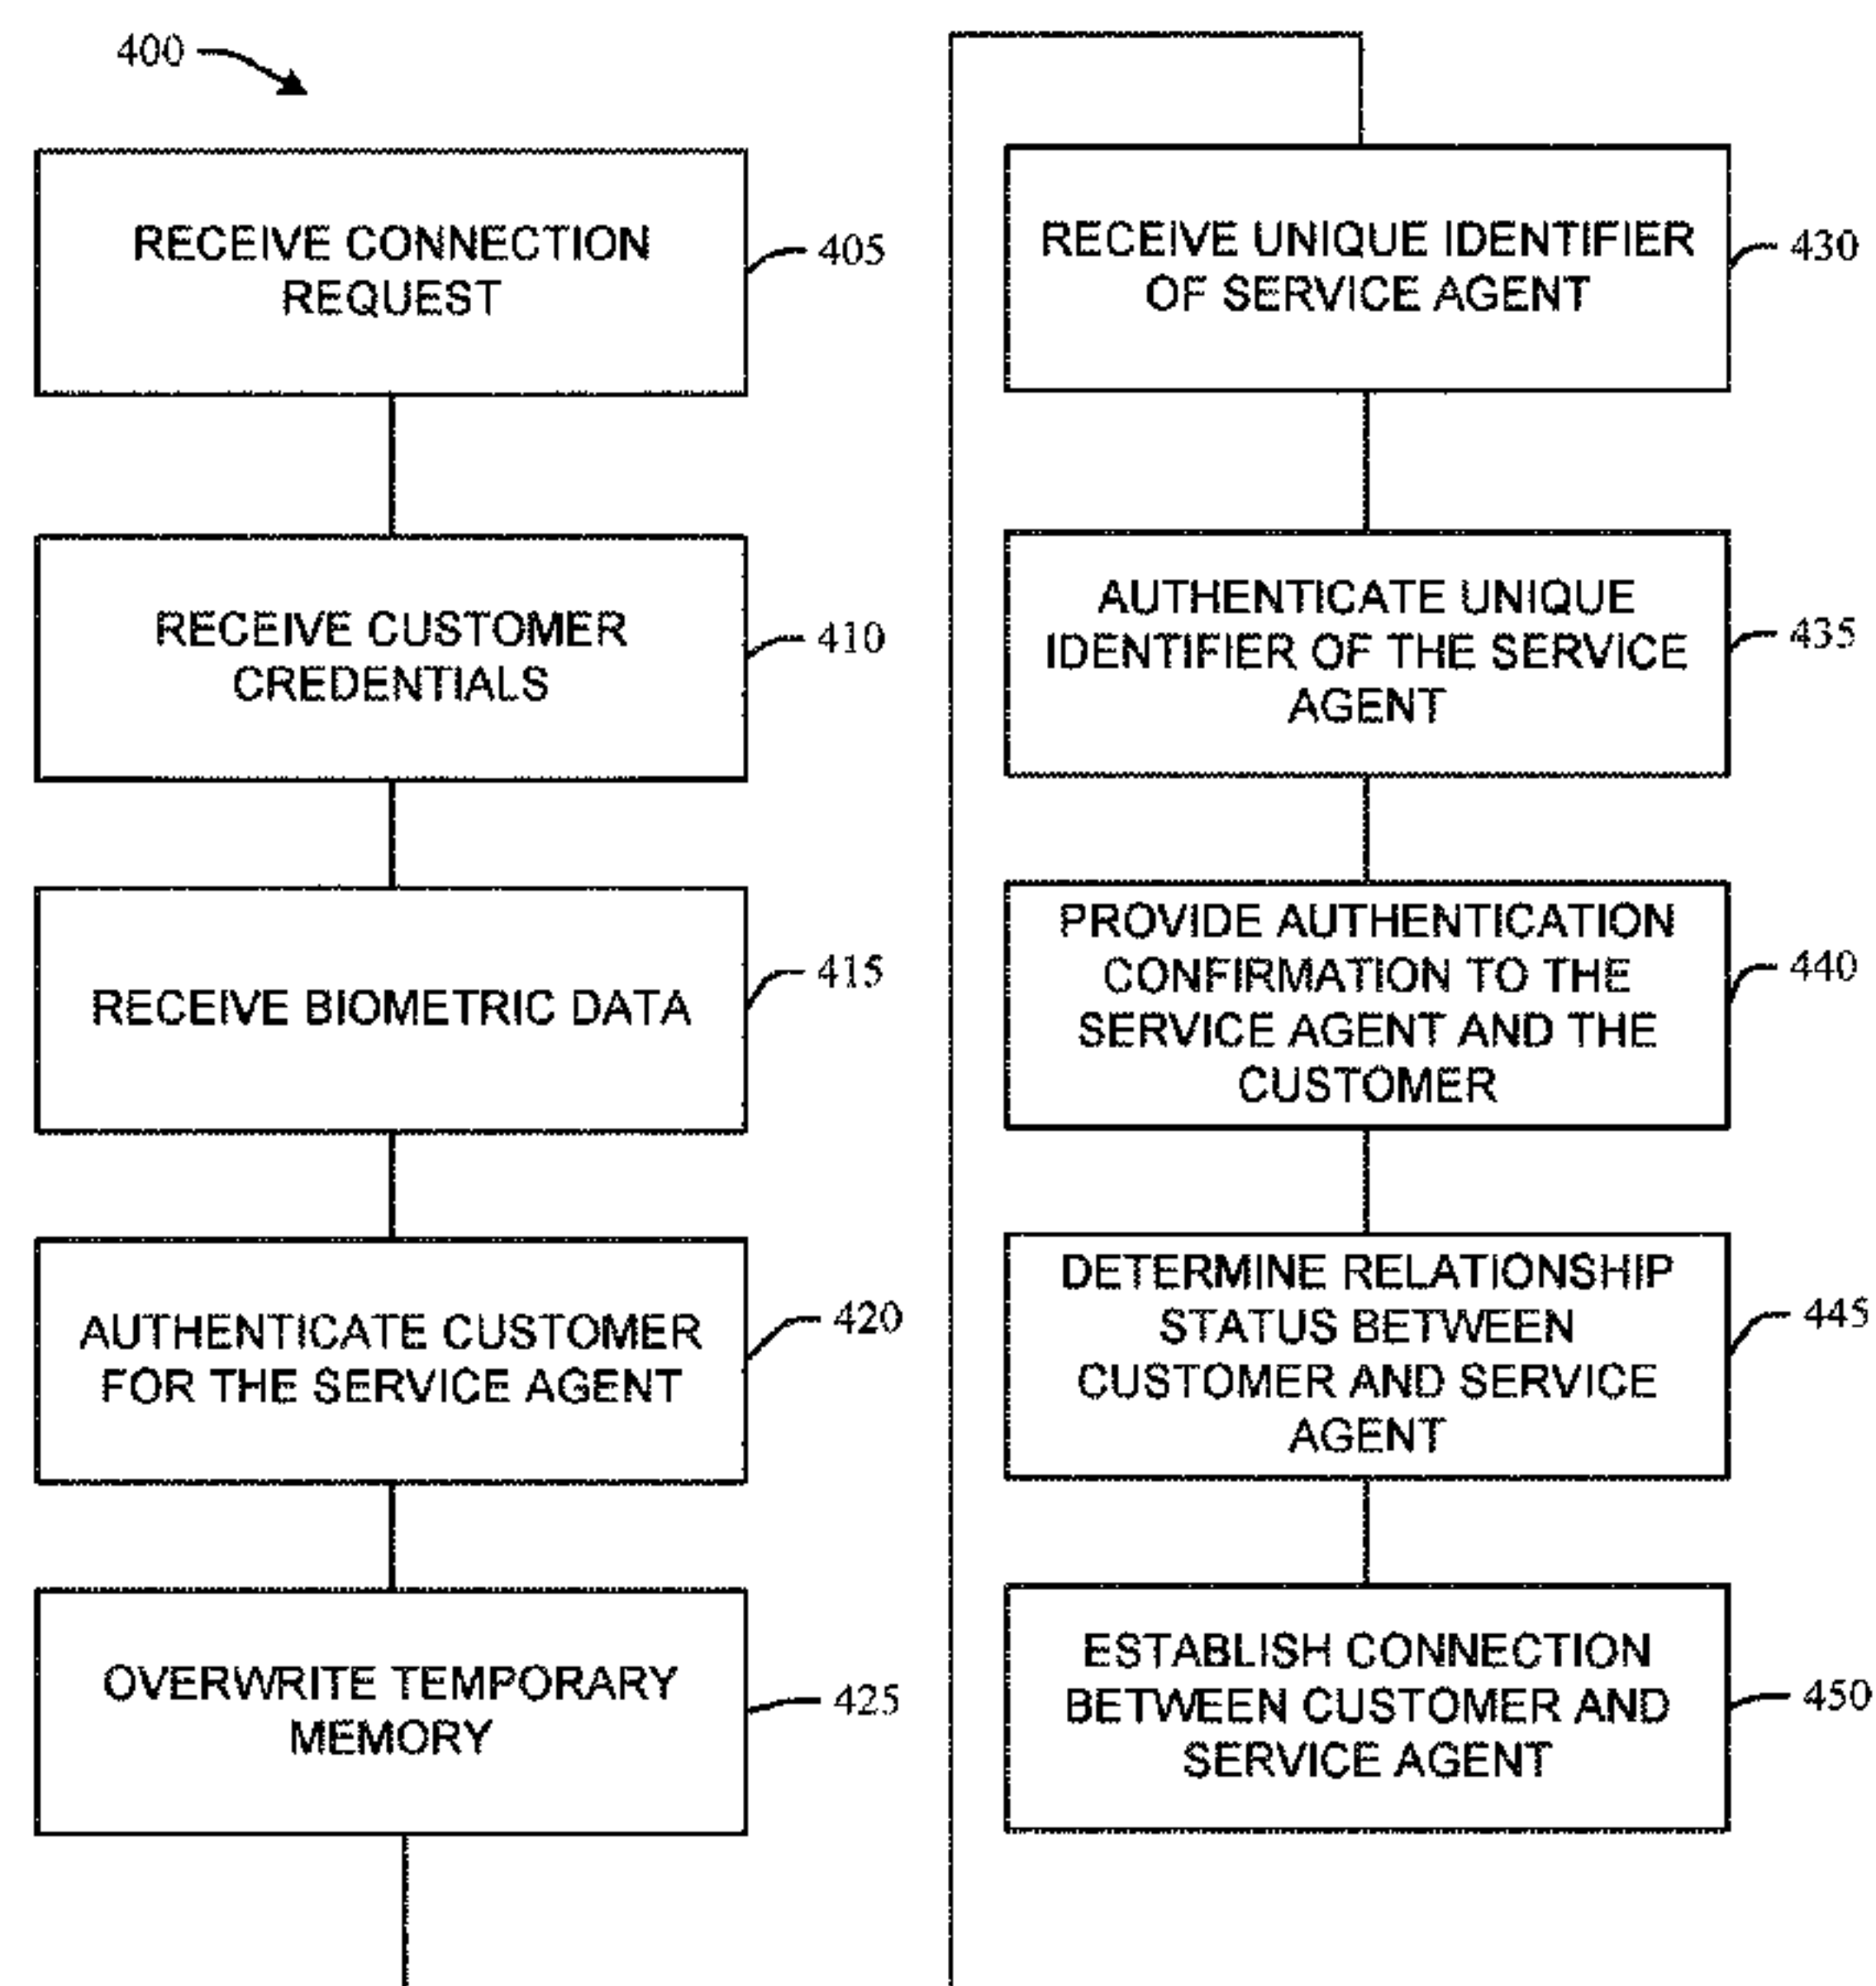 400
RECEIVE CONNECTION
REQUEST
405
RECEIVE CUSTOMER
CREDENTIALS
410
RECEIVE BIOMETRIC DATA
415
AUTHENTICATE CUSTOMER
FOR THE SERVICE AGENT
420
OVERWRITE TEMPORARY
MEMORY
425
RECEIVE UNIQUE IDENTIFIER
OF SERVICE AGENT
430
AUTHENTICATE UNIQUE
IDENTIFIER OF THE SERVICE
AGENT
435
PROVIDE AUTHENTICATION
CONFIRMATION TO THE
SERVICE AGENT AND THE
CUSTOMER
440
DETERMINE RELATIONSHIP
STATUS BETWEEN
CUSTOMER AND SERVICE
AGENT
445
ESTABLISH CONNECTION
BETWEEN CUSTOMER AND
SERVICE AGENT
450